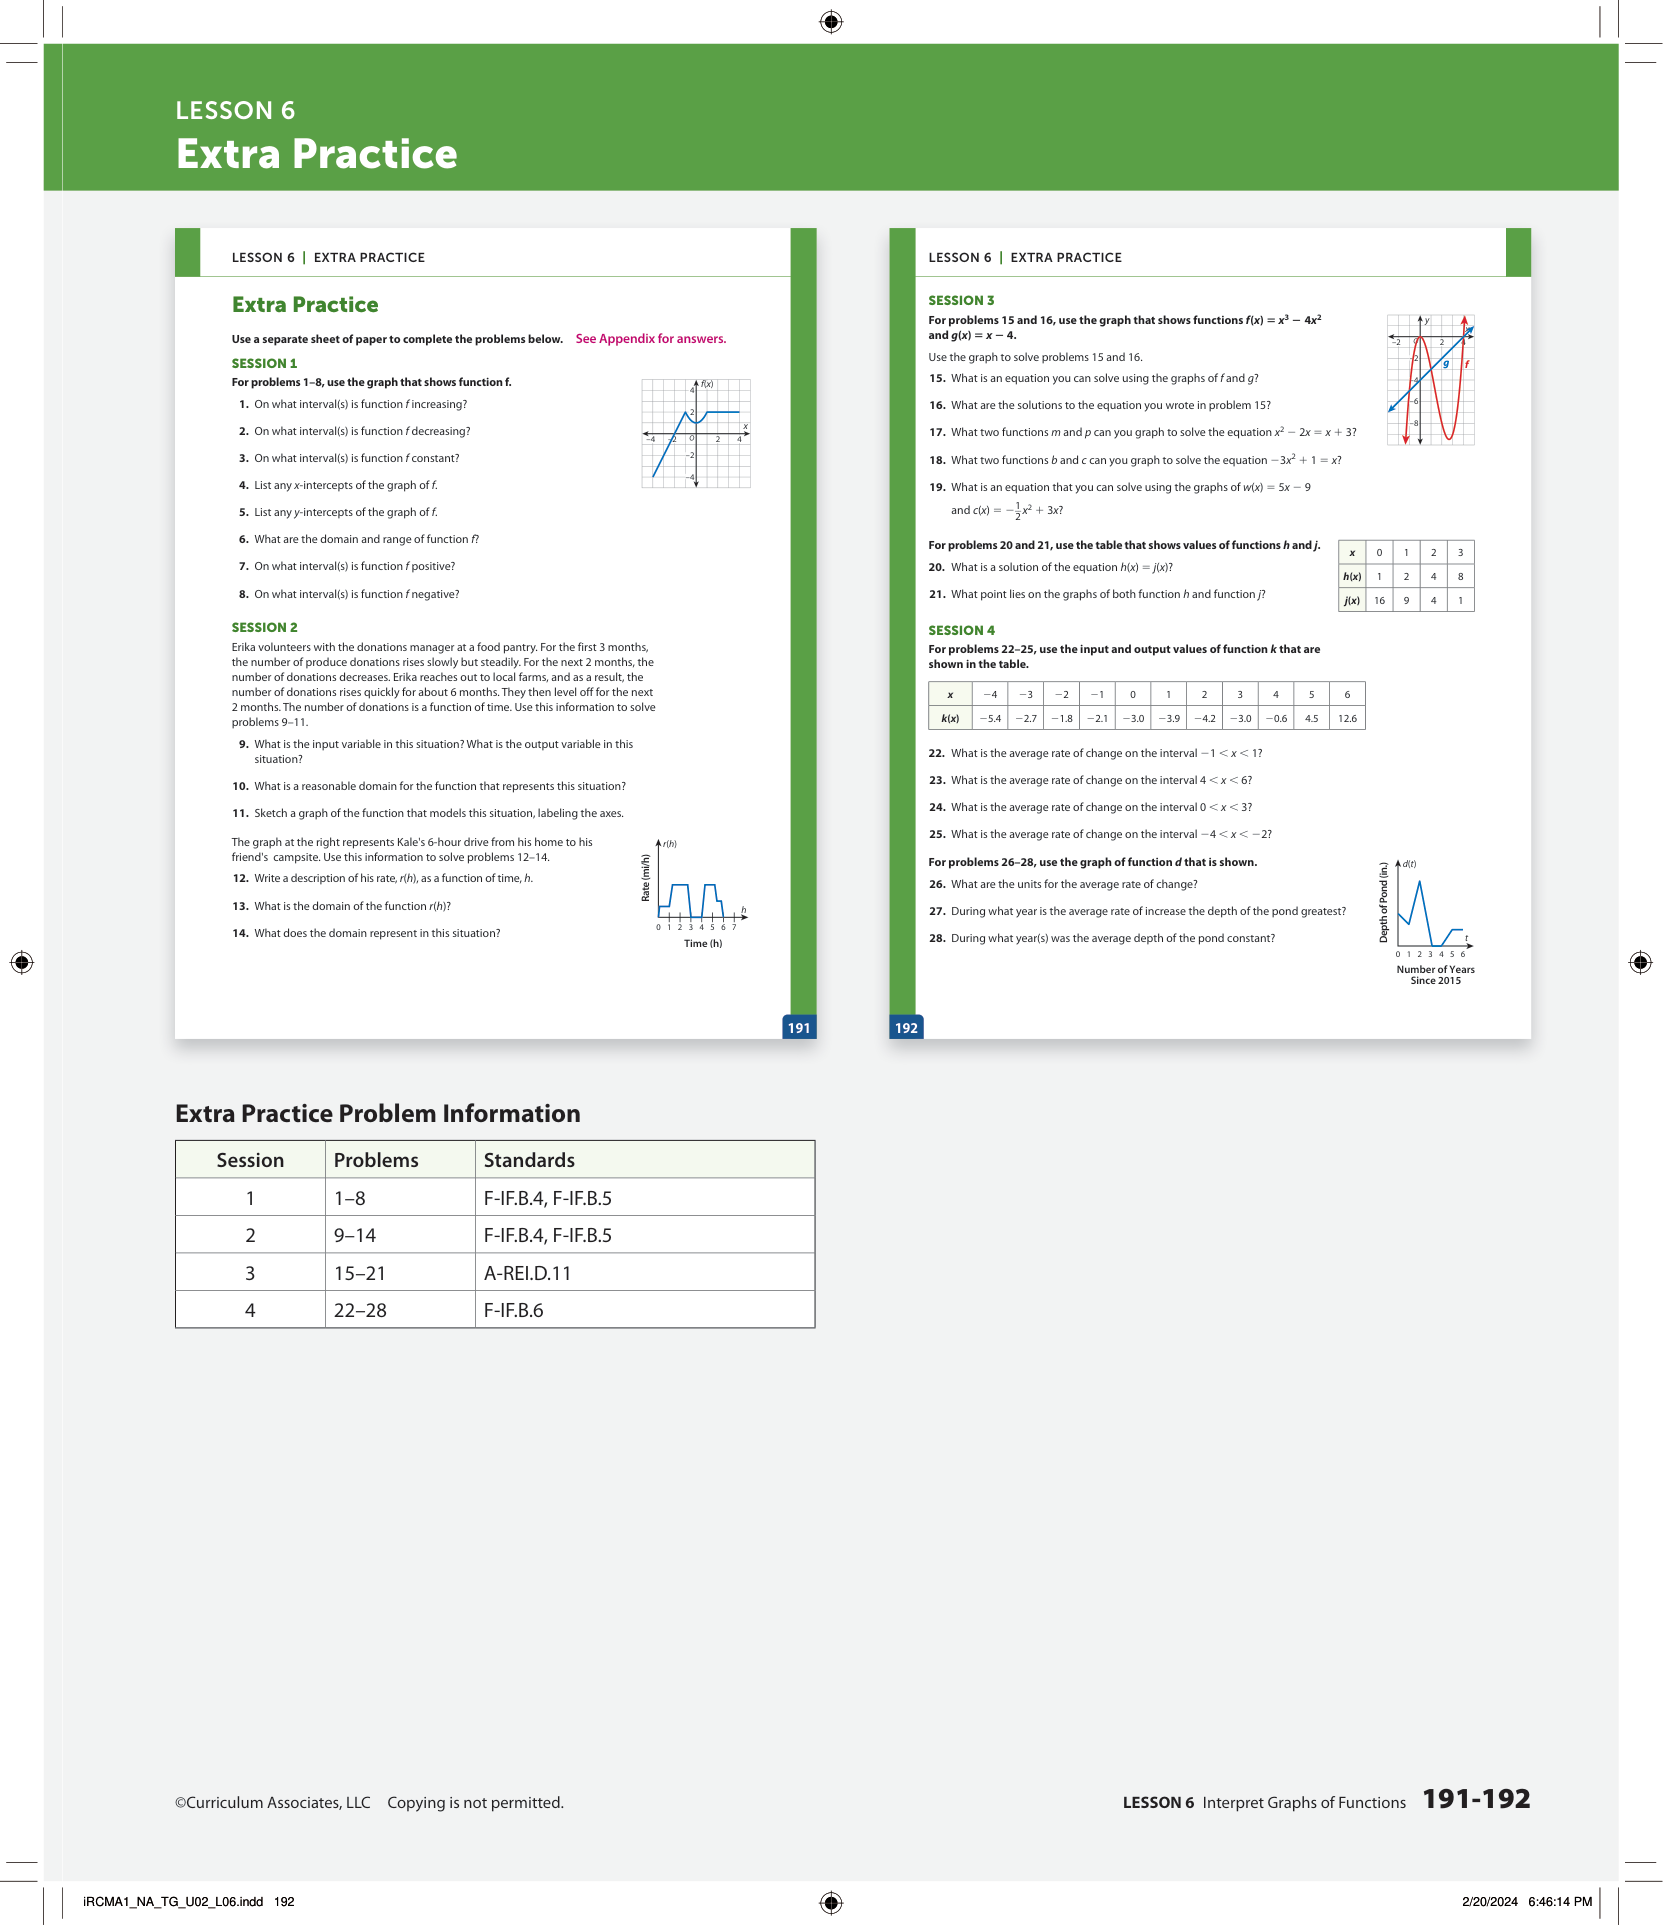 LESSON 6
Extra Practice
LESSON 6 | EXTRA PRACTICE
Extra Practice
Use a separate sheet of paper to complete the problems below. See Appendix for answers.
SESSION 1
For problems 1–8, use the graph that shows function f.
1. On what interval(s) is function f increasing?
2. On what interval(s) is function f decreasing?
3. On what interval(s) is function f constant?
4. List any x-intercepts of the graph of f.
5. List any y-intercepts of the graph of f.
6. What are the domain and range of function f?
7. On what interval(s) is function f positive?
8. On what interval(s) is function f negative?
f(x)
4
2
x
−4 −2 O 2 4
−2
−4
SESSION 2
Erika volunteers with the donations manager at a food pantry. For the first 3 months,
the number of produce donations rises slowly but steadily. For the next 2 months, the
number of donations decreases. Erika reaches out to local farms, and as a result, the
number of donations rises quickly for about 6 months. They then level off for the next
2 months. The number of donations is a function of time. Use this information to solve
problems 9–11.
9. What is the input variable in this situation? What is the output variable in this
situation?
10. What is a reasonable domain for the function that represents this situation?
11. Sketch a graph of the function that models this situation, labeling the axes.
The graph at the right represents Kale's 6-hour drive from his home to his
friend's campsite. Use this information to solve problems 12–14.
12. Write a description of his rate, r(h), as a function of time, h.
13. What is the domain of the function r(h)?
14. What does the domain represent in this situation?
r(h)
Rate (mi/h)
h
0 1 2 3 4 5 6 7
Time (h)
191
LESSON 6 | EXTRA PRACTICE
SESSION 3
For problems 15 and 16, use the graph that shows functions f(x) = x³ − 4x²
and g(x) = x − 4.
Use the graph to solve problems 15 and 16.
15. What is an equation you can solve using the graphs of f and g?
16. What are the solutions to the equation you wrote in problem 15?
17. What two functions m and p can you graph to solve the equation x² − 2x = x + 3?
18. What two functions b and c can you graph to solve the equation −3x² + 1 = x?
19. What is an equation that you can solve using the graphs of w(x) = 5x − 9
and c(x) = −1/2x² + 3x?
y
−2 2
g f
−6
−8
For problems 20 and 21, use the table that shows values of functions h and j.
20. What is a solution of the equation h(x) = j(x)?
21. What point lies on the graphs of both function h and function j?
x 0 1 2 3
h(x) 1 2 4 8
j(x) 16 9 4 1
SESSION 4
For problems 22–25, use the input and output values of function k that are
shown in the table.
x −4 −3 −2 −1 0 1 2 3 4 5 6
k(x) −5.4 −2.7 −1.8 −2.1 −3.0 −3.9 −4.2 −3.0 −0.6 4.5 12.6
22. What is the average rate of change on the interval −1 < x < 1?
23. What is the average rate of change on the interval 4 < x < 6?
24. What is the average rate of change on the interval 0 < x < 3?
25. What is the average rate of change on the interval −4 < x < −2?
For problems 26–28, use the graph of function d that is shown.
26. What are the units for the average rate of change?
27. During what year is the average rate of increase the depth of the pond greatest?
28. During what year(s) was the average depth of the pond constant?
d(t)
Depth of Pond (in.)
t
0 1 2 3 4 5 6
Number of Years
Since 2015
192
Extra Practice Problem Information
Session Problems Standards
1 1–8 F-IF.B.4, F-IF.B.5
2 9–14 F-IF.B.4, F-IF.B.5
3 15–21 A-REI.D.11
4 22–28 F-IF.B.6
©Curriculum Associates, LLC Copying is not permitted.
LESSON 6 Interpret Graphs of Functions 191-192
iRCMA1_NA_TG_U02_L06.indd 192
2/20/2024 6:46:14 PM